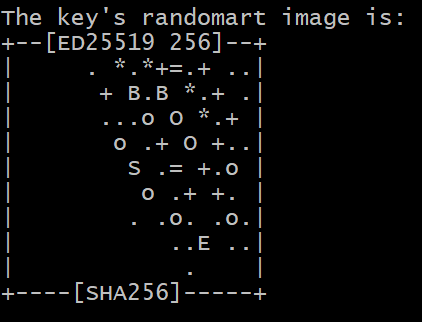 The key's randomart image is:
+--[ED25519 256]--+
|     . *.*+=.+ ..|
|      + B.B *.+ .|
|      ...o O *.+ |
|       o .+ O +..|
|        S .= +.o |
|         o .+ +. |
|        . .o. .o.|
|           ..E ..|
|            .    |
+----[SHA256]-----+